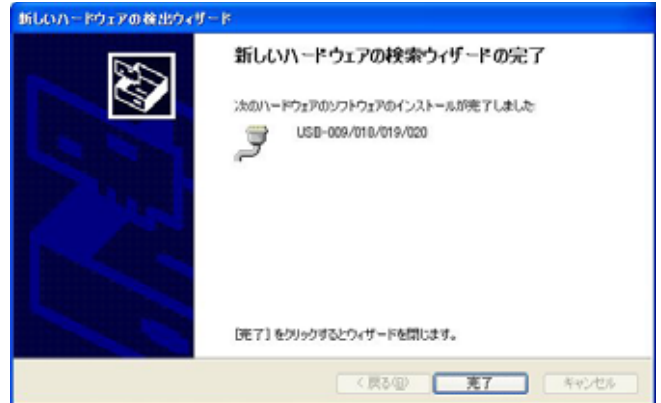 新しいハードウェアの検出ウィザード
新しいハードウェアの検索ウィザードの完了
次のハードウェアのソフトウェアのインストールが完了しました
USB-009/010/019/020
[完了] をクリックするとウィザードを閉じます。
< 戻る(B)
完了
キャンセル